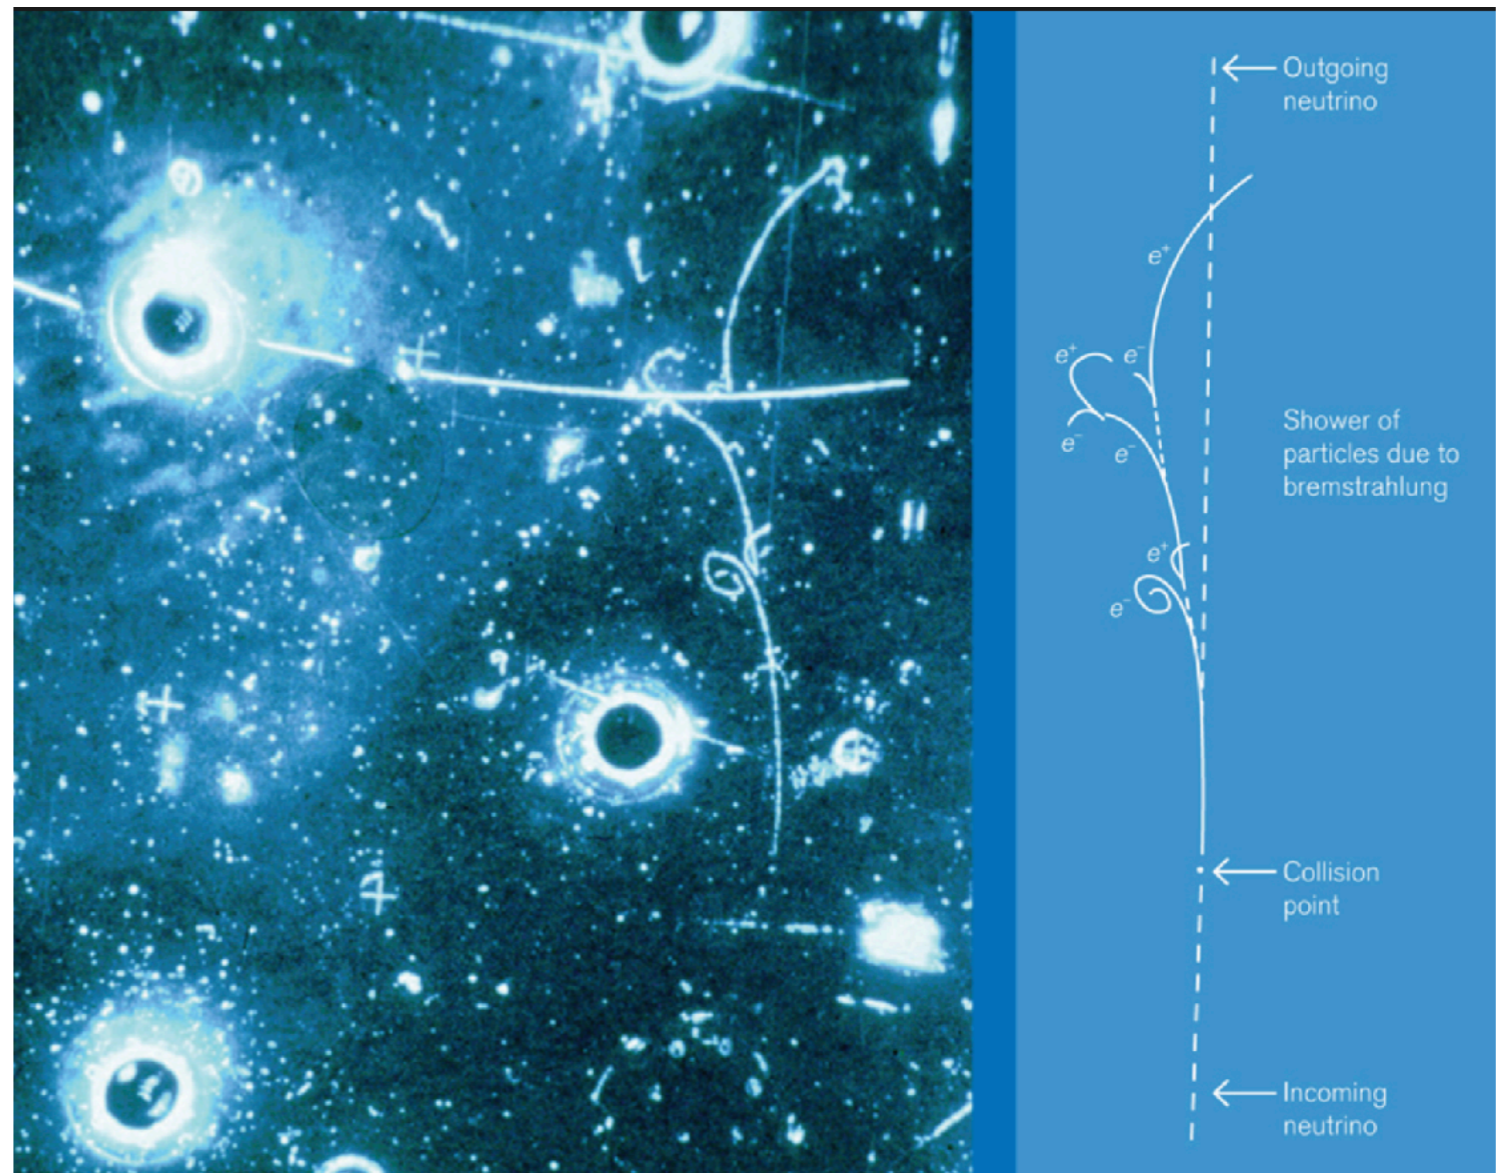 Outgoing
neutrino
e⁺
e⁺
e⁻
e⁻
e⁻
Shower of
particles due to
bremstrahlung
e⁺
e⁻
Collision
point
Incoming
neutrino